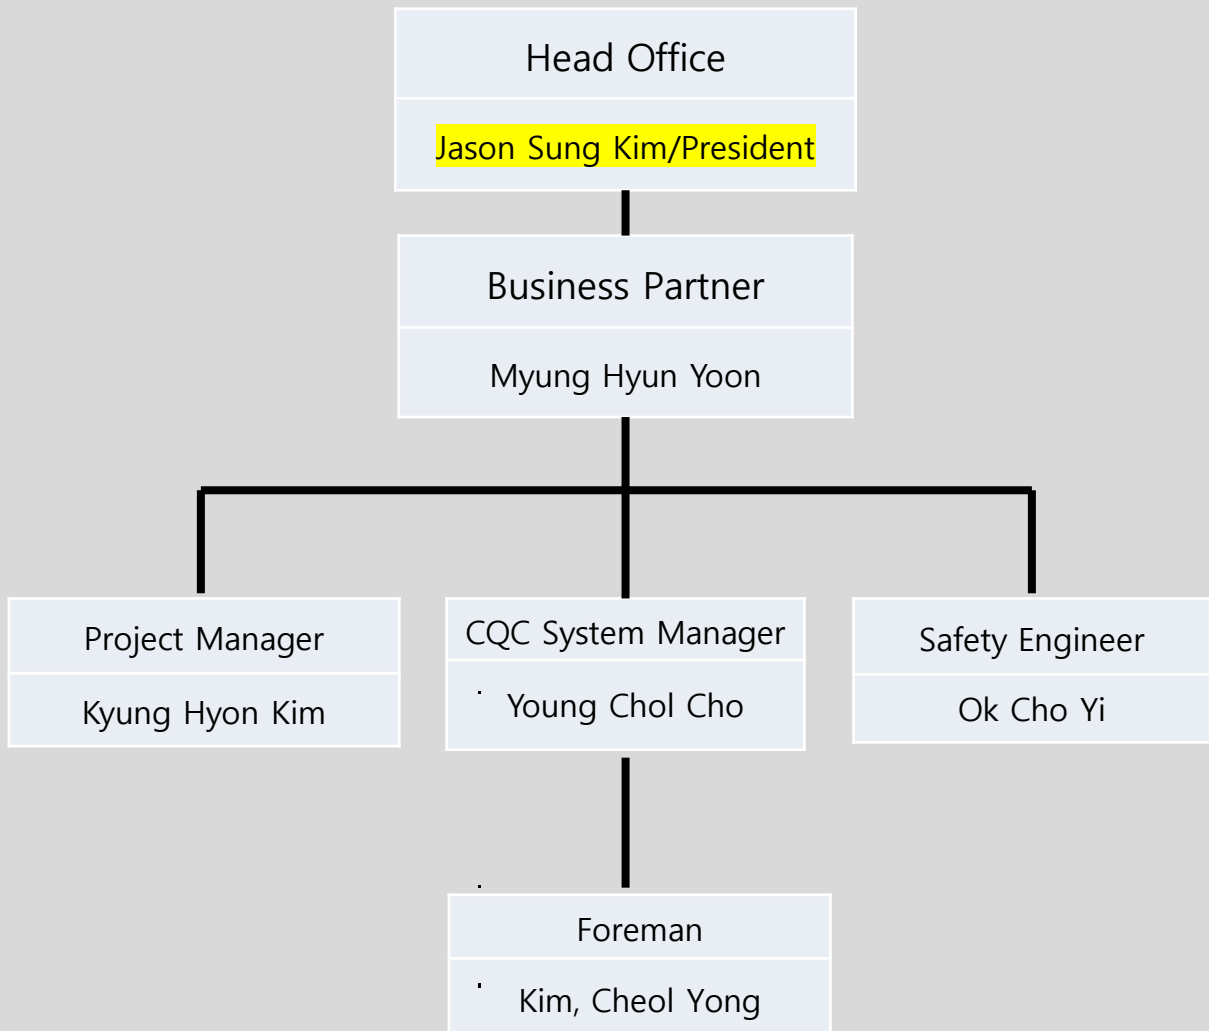 Head Office
Jason Sung Kim/President
Business Partner
Myung Hyun Yoon
Project Manager
Kyung Hyon Kim
CQC System Manager
Young Chol Cho
Safety Engineer
Ok Cho Yi
Foreman
Kim, Cheol Yong